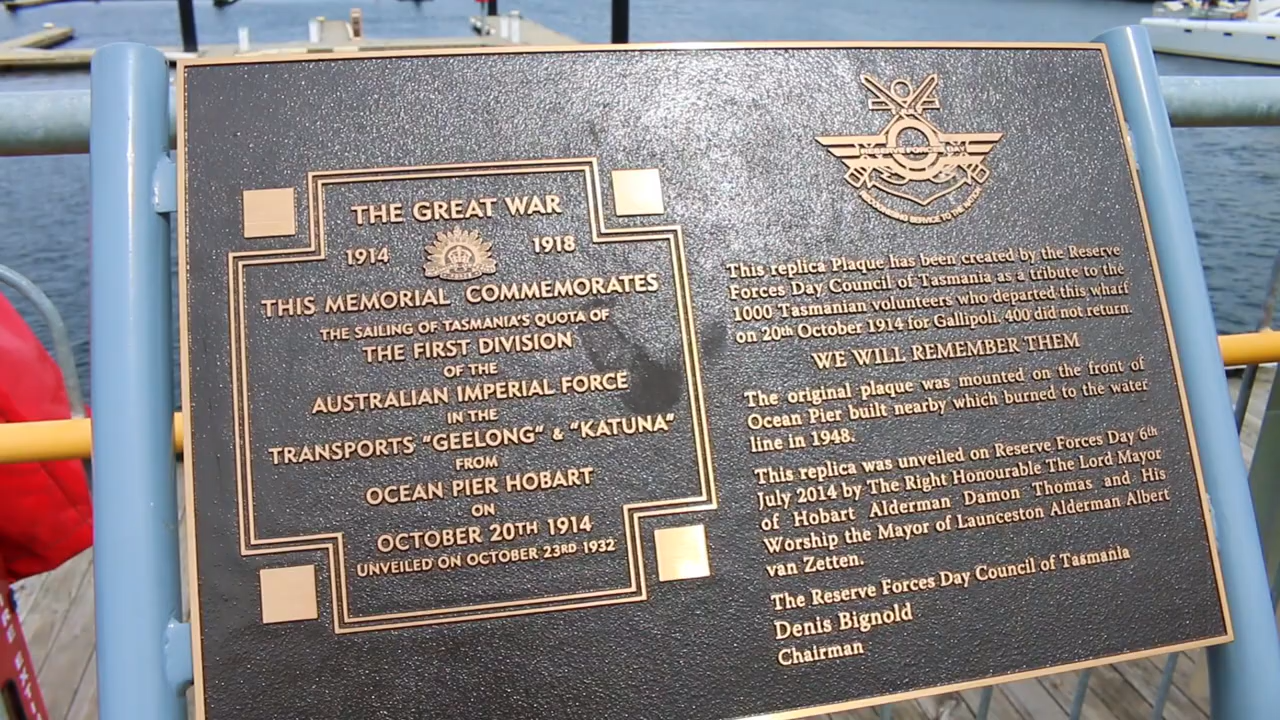 THE GREAT WAR
1914 1918
THIS MEMORIAL COMMEMORATES
THE SAILING OF TASMANIA'S QUOTA OF
THE FIRST DIVISION
OF THE
AUSTRALIAN IMPERIAL FORCE
IN THE
TRANSPORTS "GEELONG" & "KATUNA"
FROM
OCEAN PIER HOBART
ON
OCTOBER 20TH 1914
UNVEILED ON OCTOBER 23RD 1932
RESERVE FORCES DAY
SERVICE TO THE NATION
This replica Plaque has been created by the Reserve
Forces Day Council of Tasmania as a tribute to the
1000 Tasmanian volunteers who departed this wharf
on 20th October 1914 for Gallipoli. 400 did not return.
WE WILL REMEMBER THEM
The original plaque was mounted on the front of
Ocean Pier built nearby which burned to the water
line in 1948.
This replica was unveiled on Reserve Forces Day 6th
July 2014 by The Right Honourable The Lord Mayor
of Hobart Alderman Damon Thomas and His
Worship the Mayor of Launceston Alderman Albert
van Zetten.
The Reserve Forces Day Council of Tasmania
Denis Bignold
Chairman